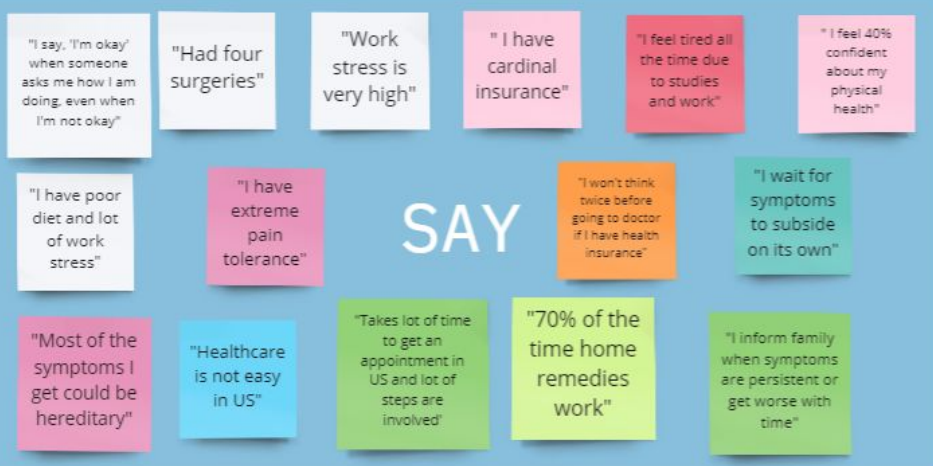 "I say, 'I'm okay'
when someone
asks me how I am
doing, even when
I'm not okay"
"Had four
surgeries"
"Work
stress is
very high"
" I have
cardinal
insurance"
"I feel tired all
the time due
to studies
and work"
" I feel 40%
confident
about my
physical
health"
"I have poor
diet and lot
of work
stress"
"I have
extreme
pain
tolerance"
SAY
"I won't think
twice before
going to doctor
if I have health
insurance"
"I wait for
symptoms
to subside
on its own"
"Most of the
symptoms I
get could be
hereditary"
"Healthcare
is not easy
in US"
"Takes lot of time
to get an
appointment in
US and lot of
steps are
involved'
"70% of the
time home
remedies
work"
"I inform family
when symptoms
are persistent or
get worse with
time"